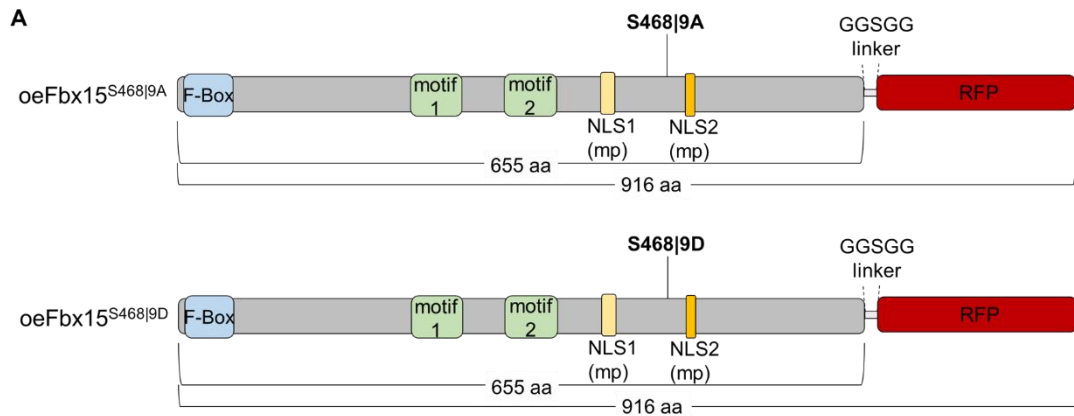 A
S468|9A
GGSGG
linker
oeFbx15S468|9A
F-Box
motif
1
motif
2
RFP
NLS1
(mp)
NLS2
(mp)
655 aa
916 aa
S468|9D
GGSGG
linker
oeFbx15S468|9D
F-Box
motif
1
motif
2
RFP
NLS1
(mp)
NLS2
(mp)
655 aa
916 aa